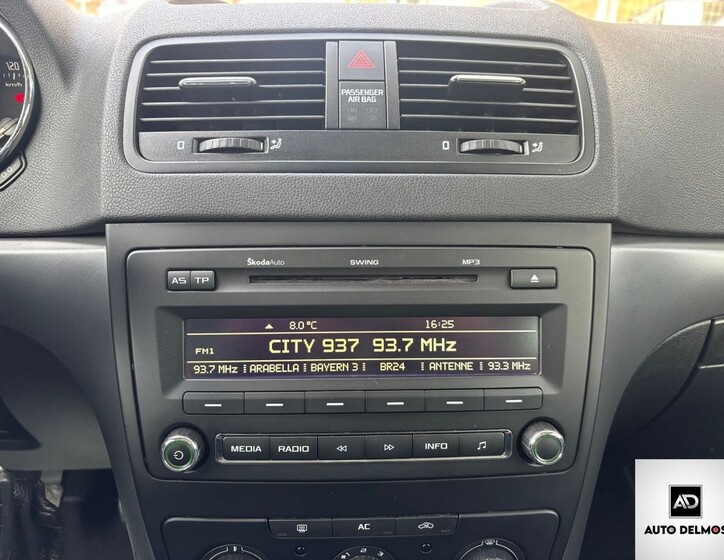 120
km/h
PASSENGER
AIR BAG
0
0
ŠkodaAuto SWING MP3
AS TP
8.0°C 16:25
FM1 CITY 937 93.7 MHz
93.7 MHz ARABELLA BAYERN 3 BR24 ANTENNE 93.3 MHz
MEDIA RADIO INFO
AC
AD
AUTO DELMOS